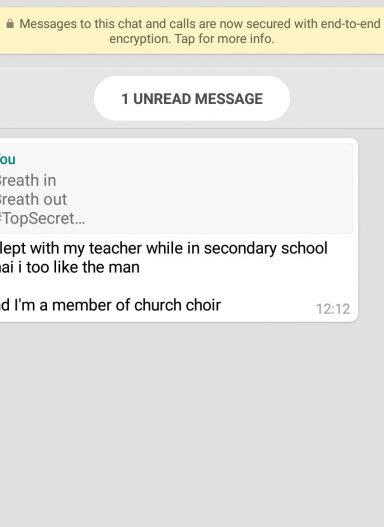 Messages to this chat and calls are now secured with end-to-end
encryption. Tap for more info.
1 UNREAD MESSAGE
You
Breath in
Breath out
#TopSecret…
lept with my teacher while in secondary school
i too like the man
nd I'm a member of church choir
12:12